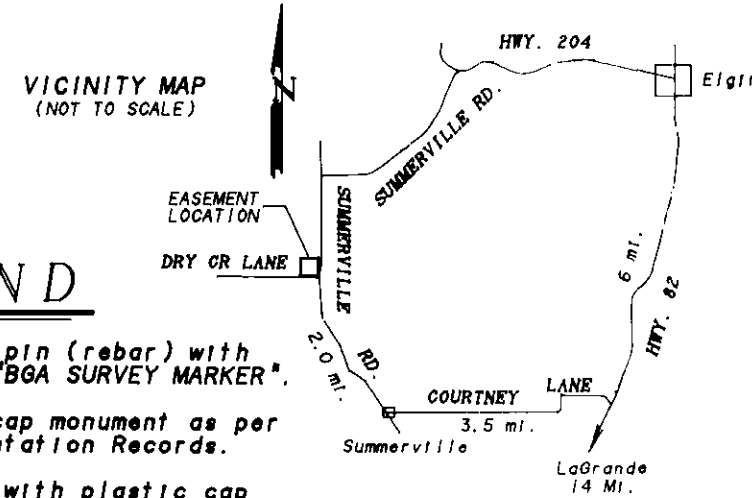 VICINITY MAP
(NOT TO SCALE)
N
HWY. 204
Elgin
SUMMERVILLE RD.
EASEMENT
LOCATION
SUMMERVILLE
RD.
DRY CR LANE
6 mi.
HWY. 82
2.0 mi.
COURTNEY LANE
3.5 mi.
Summerville
LaGrande
14 Mi.
N D
pin (rebar) with
"BGA SURVEY MARKER".
cap monument as per
tation Records.
with plastic cap